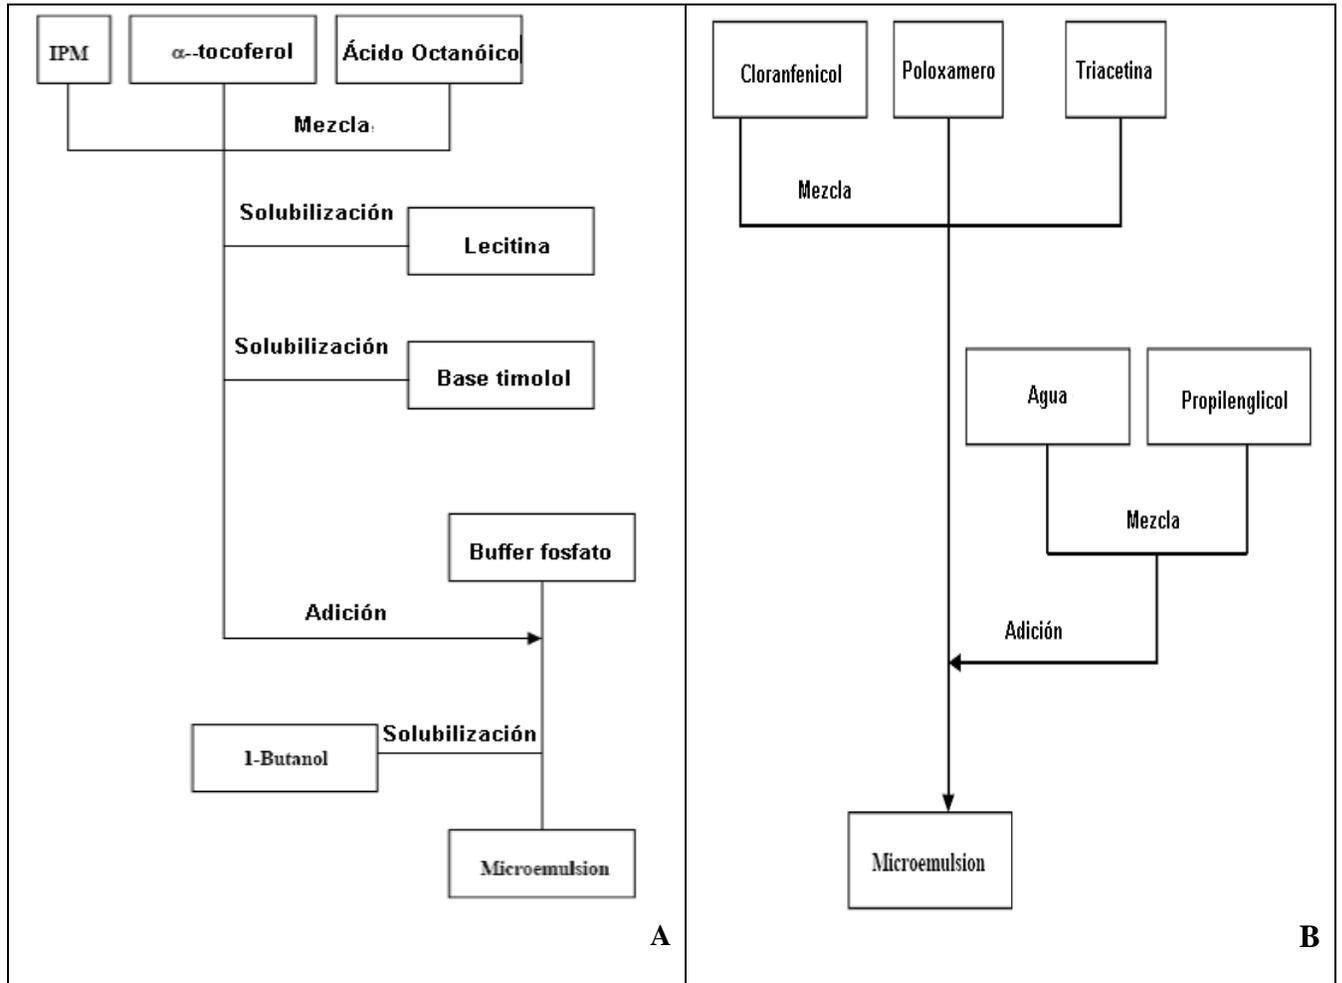 IPM
α--tocoferol
Ácido Octanóico
Mezcla:
Solubilización
Lecitina
Solubilización
Base timolol
Buffer fosfato
Adición
Solubilización
1-Butanol
Microemulsion
A
Cloranfenicol
Poloxamero
Triacetina
Mezcla
Agua
Propilenglicol
Mezcla
Adición
Microemulsion
B